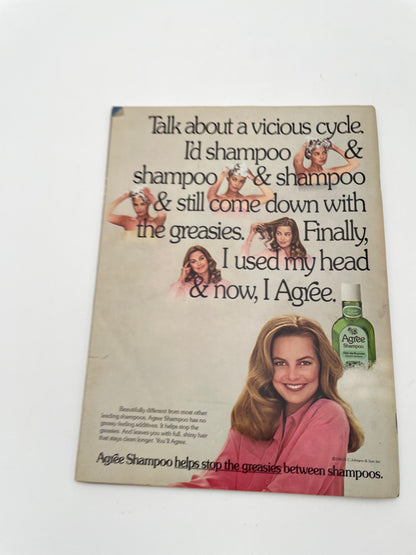 Talk about a vicious cycle.
I'd shampoo &
shampoo & shampoo
& still come down with
the greasies. Finally,
I used my head
& now, I Agree.
Agree
Shampoo
Beautifully different from most other
leading shampoos. Agree Shampoo has no
greasy feeling additives. It helps stop the
greasies. And leaves you with full, shiny hair
that stays clean longer. You'll Agree.
Agree Shampoo helps stop the greasies between shampoos.